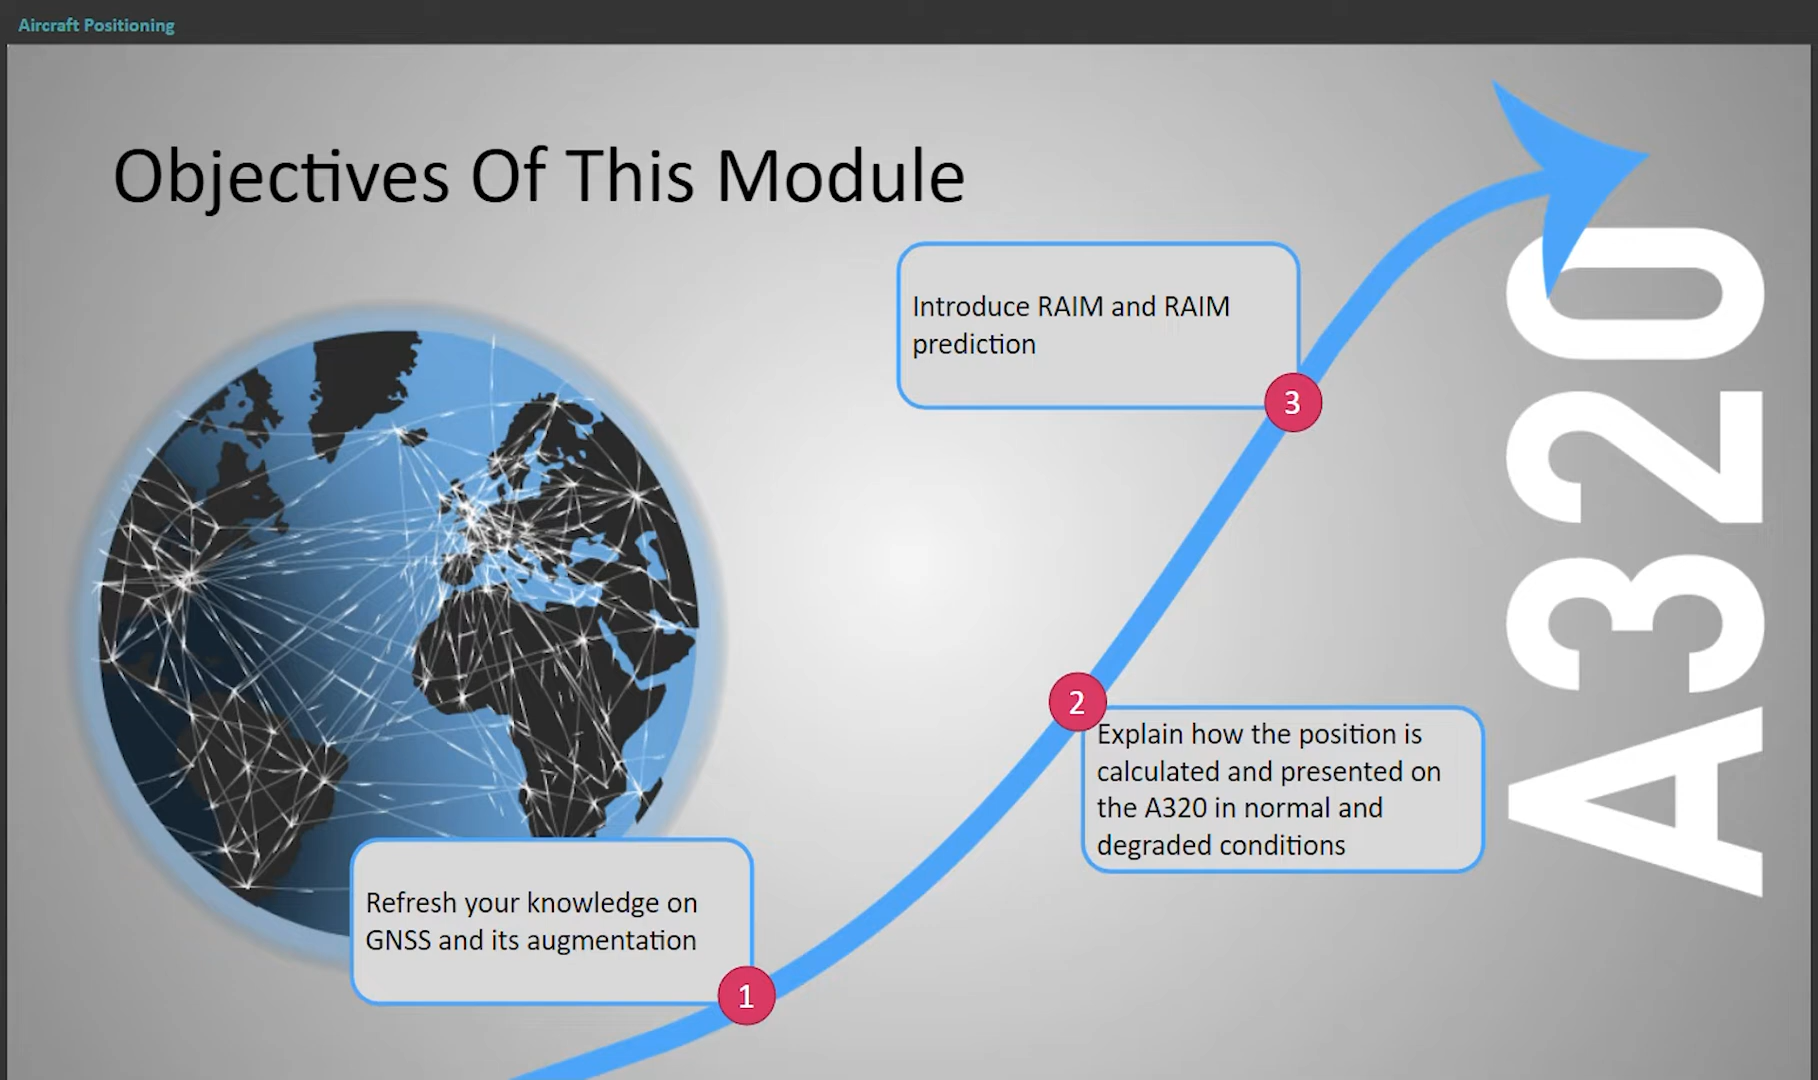 Aircraft Positioning
Objectives Of This Module
Introduce RAIM and RAIM
prediction
3
2
Explain how the position is
calculated and presented on
the A320 in normal and
degraded conditions
Refresh your knowledge on
GNSS and its augmentation
1
A320